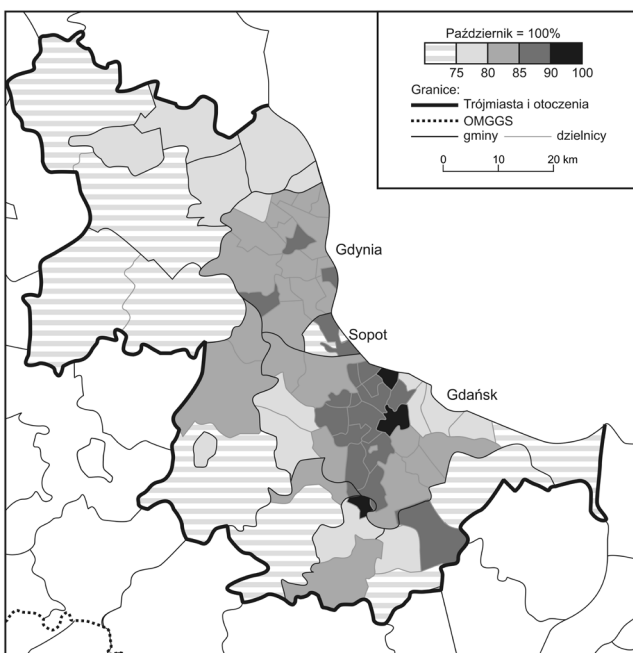 Październik = 100%
75 80 85 90 100
Granice:
Trójmiasta i otoczenia
OMGGS
gminy dzielnicy
0 10 20 km
Gdynia
Sopot
Gdańsk